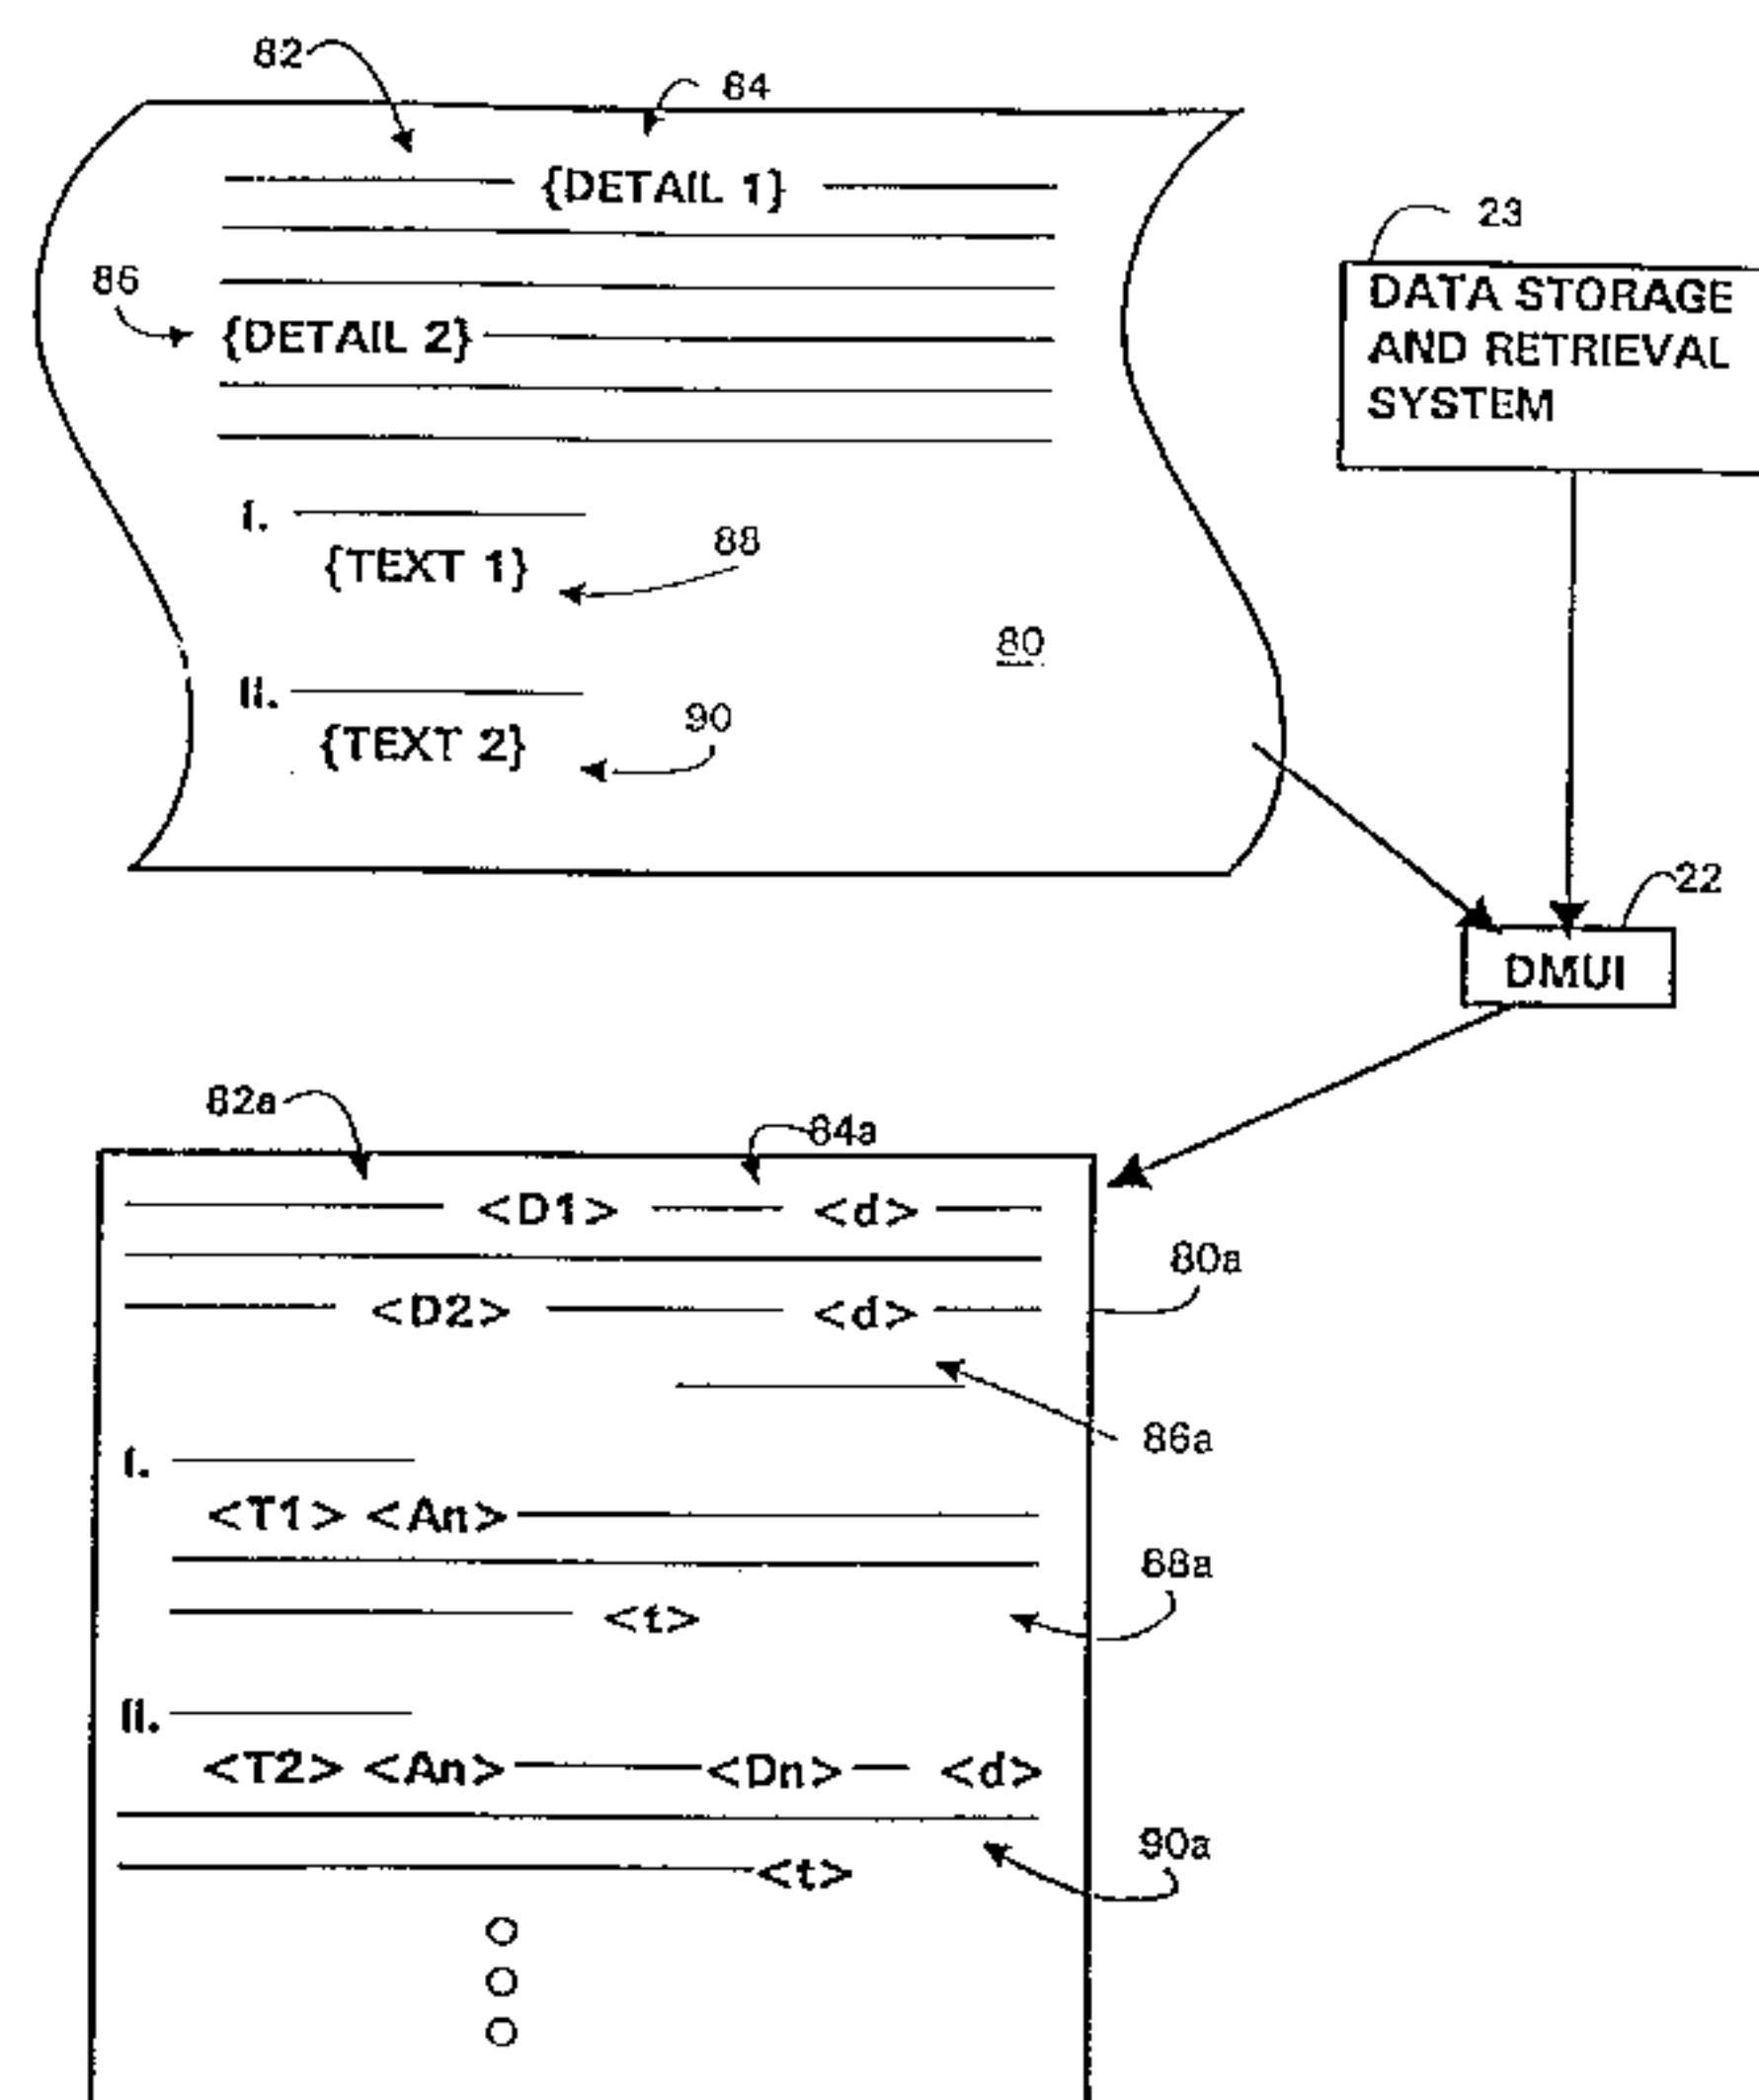 82
84
{DETAIL 1}
23
DATA STORAGE
AND RETRIEVAL
SYSTEM
86
{DETAIL 2}
I.
{TEXT 1}
88
80
II.
{TEXT 2}
90
22
DMUI
82a
84a
<D1> <d>
80a
<D2> <d>
86a
I.
<T1> <An>
88a
<t>
II.
<T2> <An> <Dn> <d>
90a
<t>